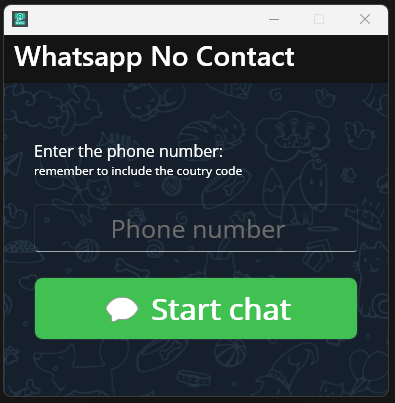 Whatsapp No Contact
Enter the phone number:
remember to include the coutry code
Phone number
Start chat